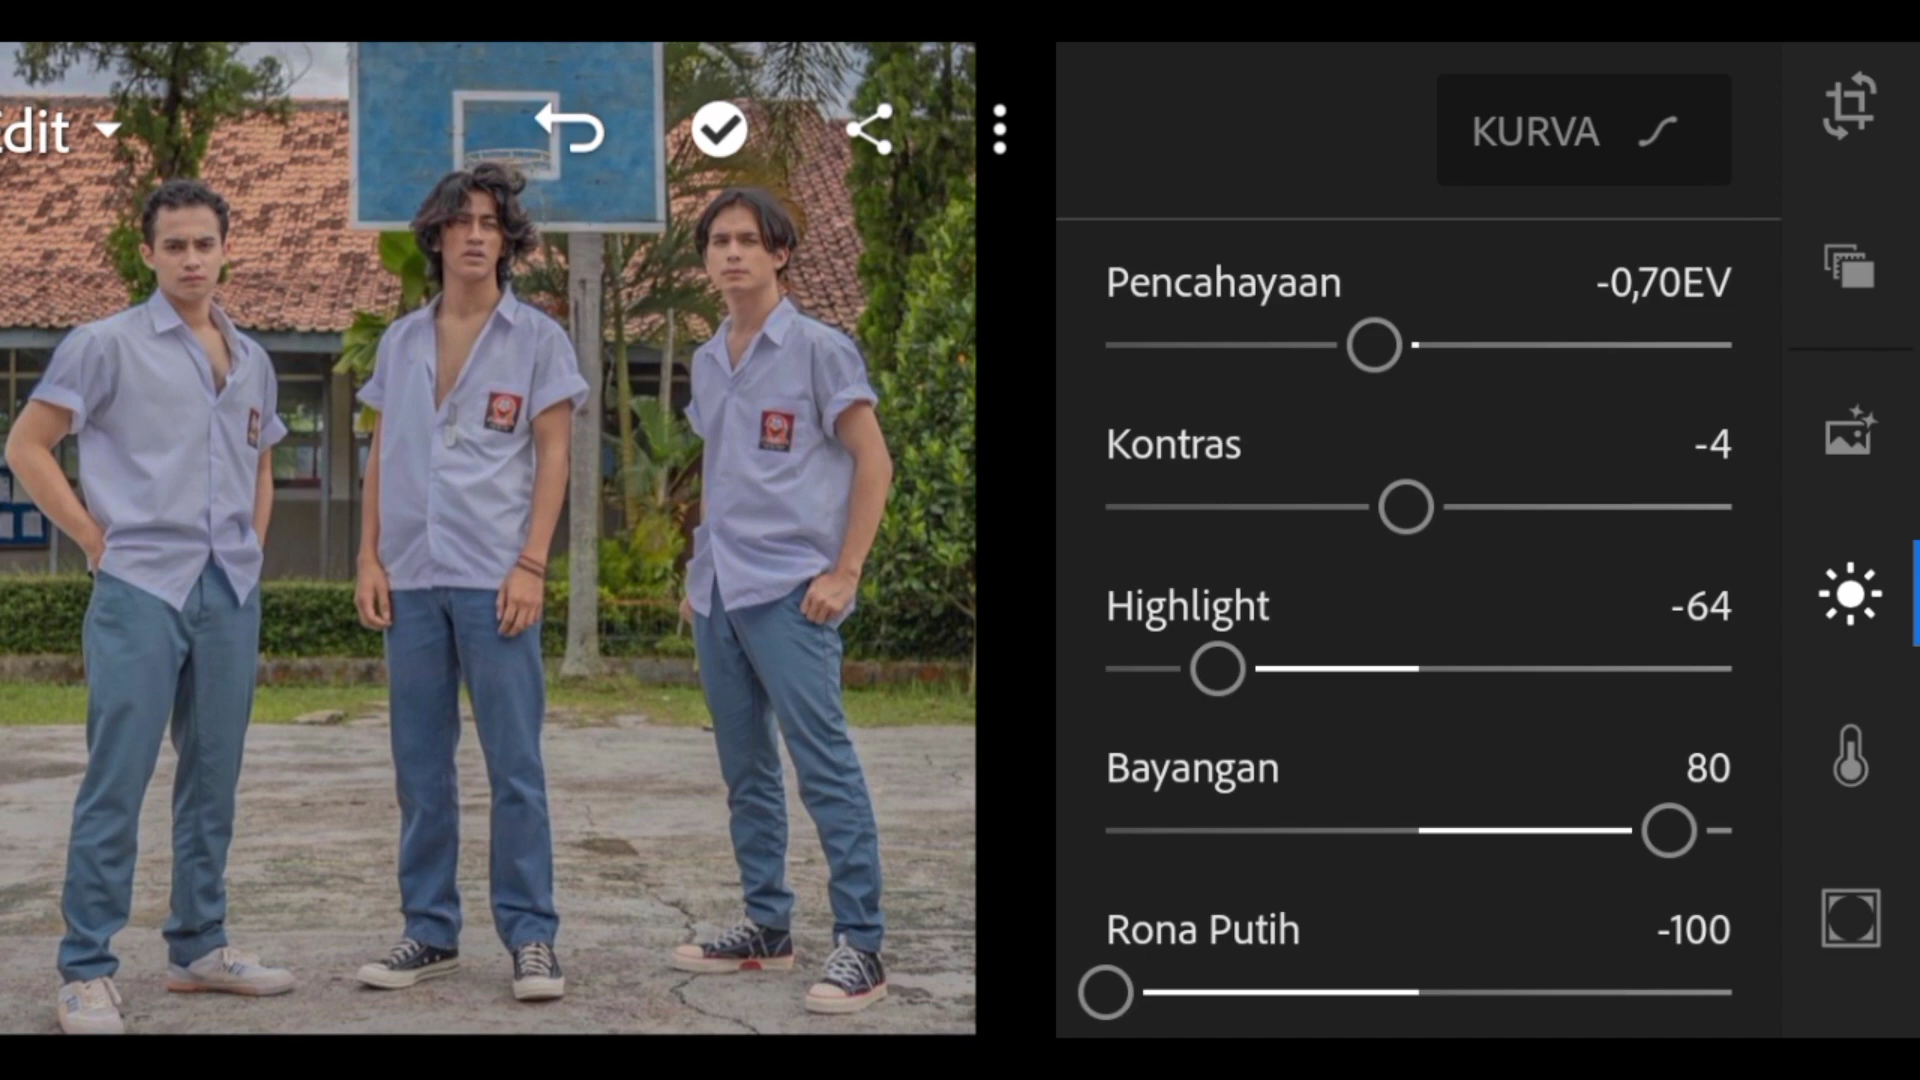 dit
KURVA
Pencahayaan -0,70EV
Kontras -4
Highlight -64
Bayangan 80
Rona Putih -100